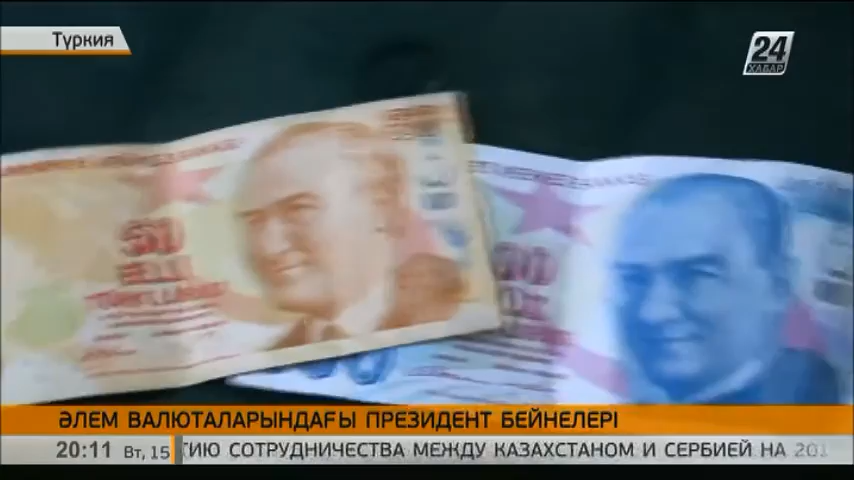 Түркия
24
ХАБАР
50
ELLİ
TÜRK LİRASI
ӘЛЕМ ВАЛЮТАЛАРЫНДАҒЫ ПРЕЗИДЕНТ БЕЙНЕЛЕРІ
20:11 Вт, 15 ТИЮ СОТРУДНИЧЕСТВА МЕЖДУ КАЗАХСТАНОМ И СЕРБИЕЙ НА 201